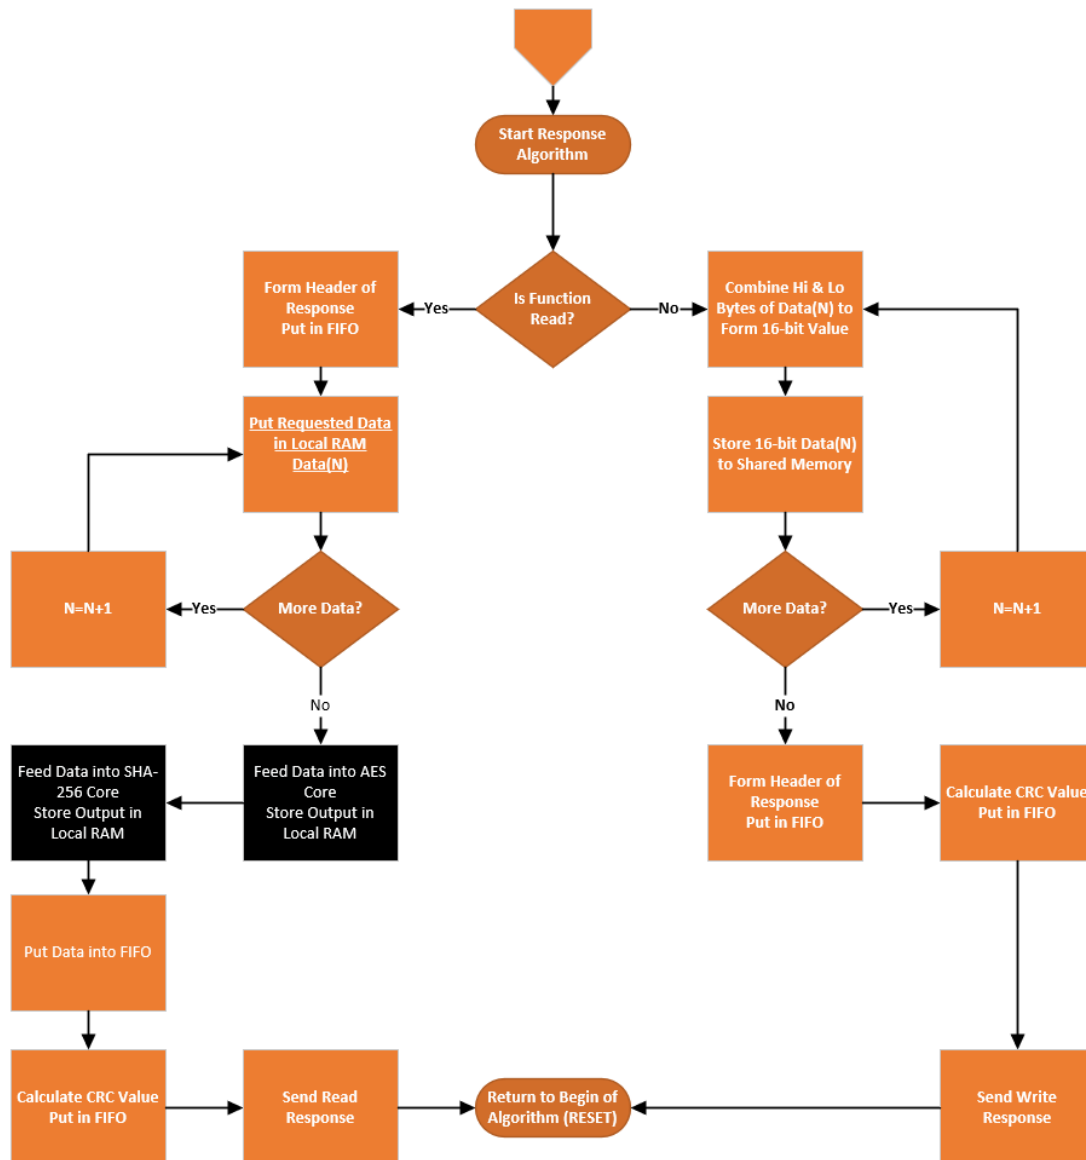 Start Response
Algorithm
Is Function
Read?
Yes
No
Form Header of
Response
Put in FIFO
Combine Hi & Lo
Bytes of Data(N) to
Form 16-bit Value
Put Requested Data
in Local RAM
Data(N)
Store 16-bit Data(N)
to Shared Memory
N=N+1
Yes
More Data?
More Data?
Yes
N=N+1
No
No
Feed Data into SHA-
256 Core
Store Output in
Local RAM
Feed Data into AES
Core
Store Output in
Local RAM
Form Header of
Response
Put in FIFO
Calculate CRC Value
Put in FIFO
Put Data into FIFO
Calculate CRC Value
Put in FIFO
Send Read
Response
Return to Begin of
Algorithm (RESET)
Send Write
Response